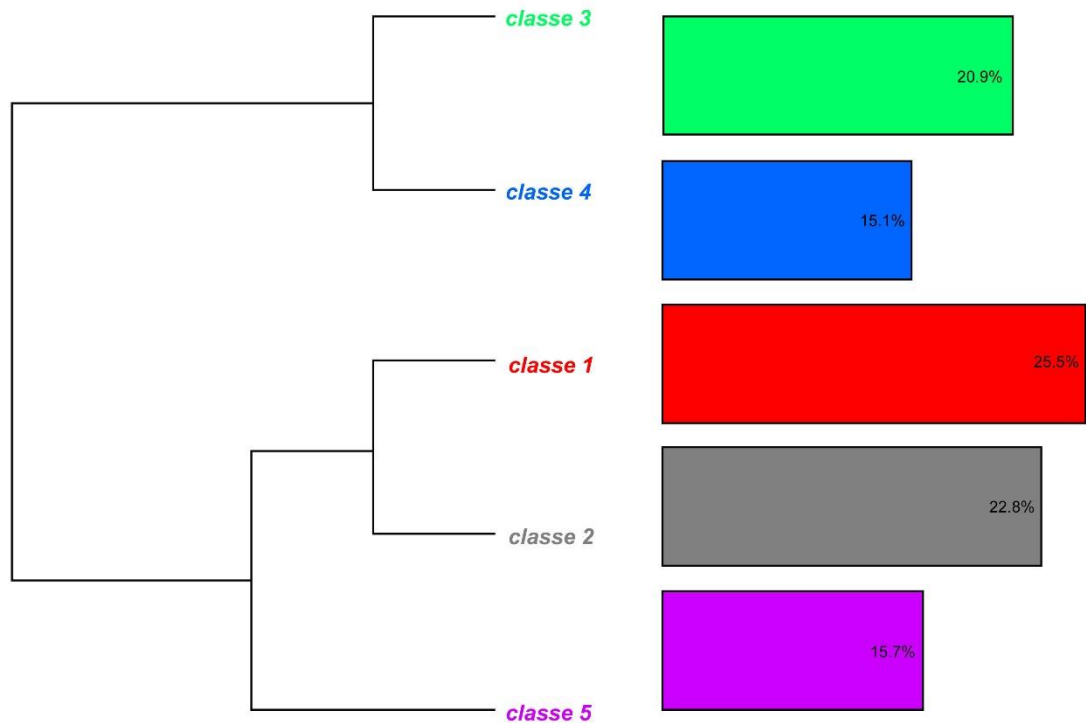 classe 3
20.9%
classe 4
15.1%
classe 1
25.5%
classe 2
22.8%
classe 5
15.7%